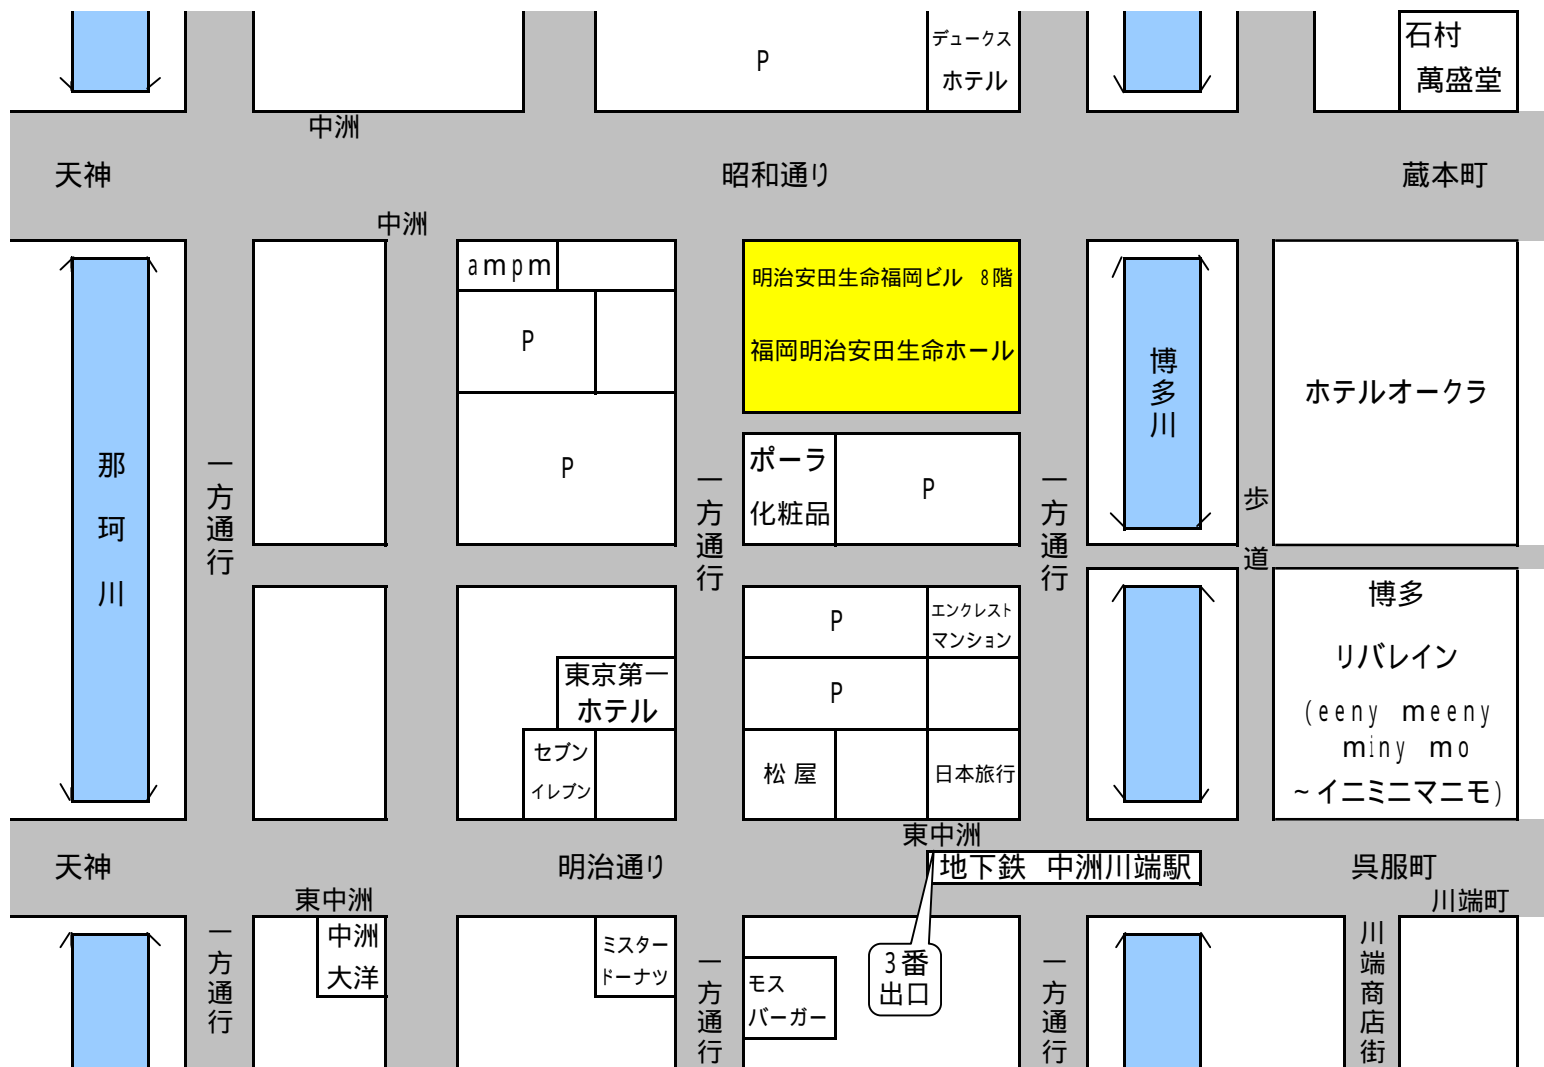 デュークス
ホテル
P
石村
萬盛堂
中洲
天神
昭和通り
蔵本町
中洲
ampm
P
P
明治安田生命福岡ビル 8階
福岡明治安田生命ホール
博多川
ホテルオークラ
那珂川
一方通行
一方通行
ポーラ
化粧品
P
一方通行
歩道
東京第一
ホテル
セブン
イレブン
P
エンクレスト
マンション
P
松屋
日本旅行
博多
リバレイン
(eeny meeny
miny mo
~イニミニマニモ)
東中洲
天神
明治通り
地下鉄 中洲川端駅
呉服町
東中洲
川端町
一方通行
中洲
大洋
ミスター
ドーナツ
一方通行
モス
バーガー
3番
出口
一方通行
川端商店街